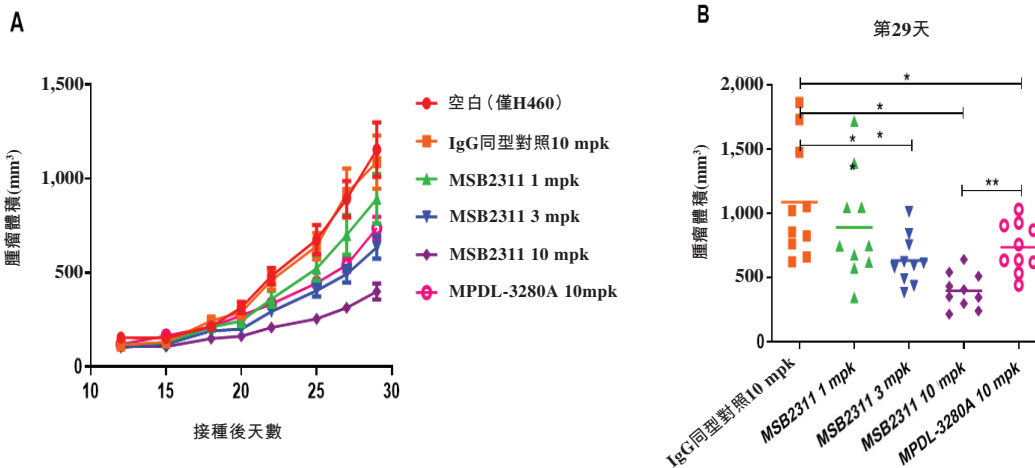 A
腫瘤體積(mm³)
1,500
1,000
500
0
10
15
20
25
30
接種後天數
空白（僅H460）
IgG同型對照10 mpk
MSB2311 1 mpk
MSB2311 3 mpk
MSB2311 10 mpk
MPDL-3280A 10mpk
B
第29天
腫瘤體積(mm³)
2,000
1,500
1,000
500
0
*
*
* *
*
**
IgG同型對照10 mpk
MSB2311 1 mpk
MSB2311 3 mpk
MSB2311 10 mpk
MPDL-3280A 10 mpk